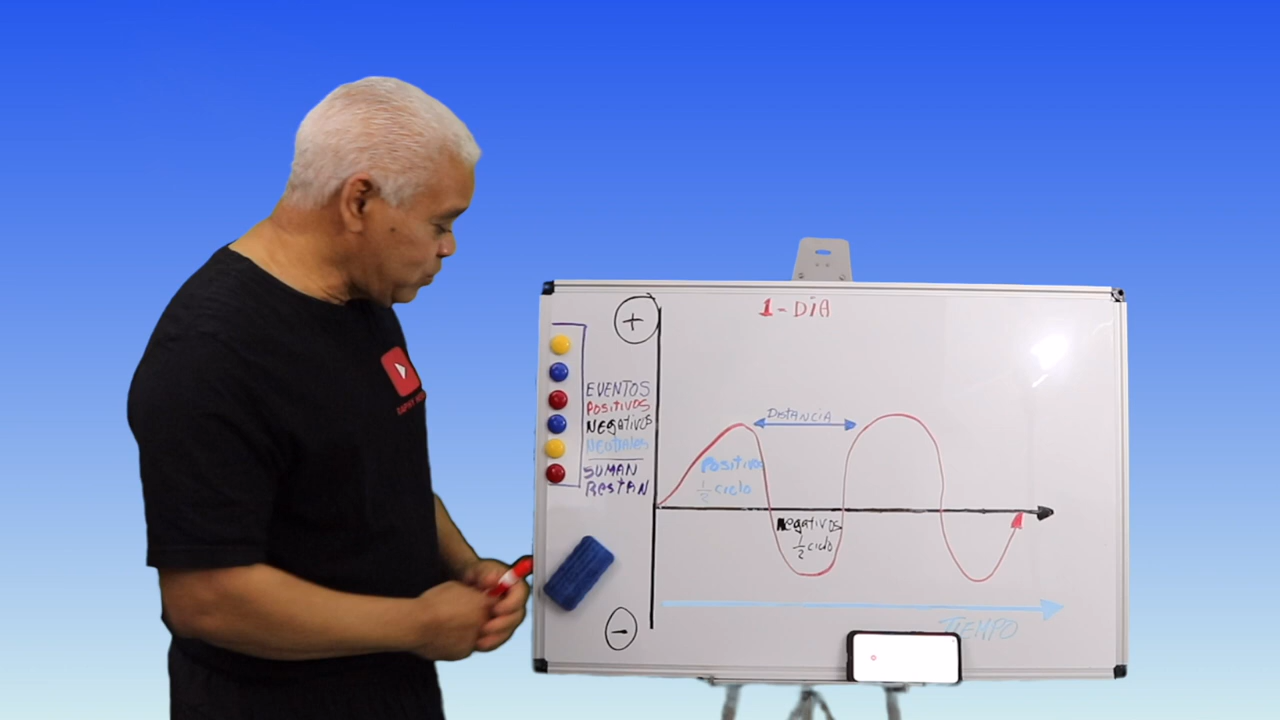 1-DÍA
+
EVENTOS
POSITIVOS
NEGATIVOS
NEUTRALES
SUMAN
RESTAN
DISTANCIA
Positivos
1/2 ciclo
Negativos
1/2 ciclo
TIEMPO
-